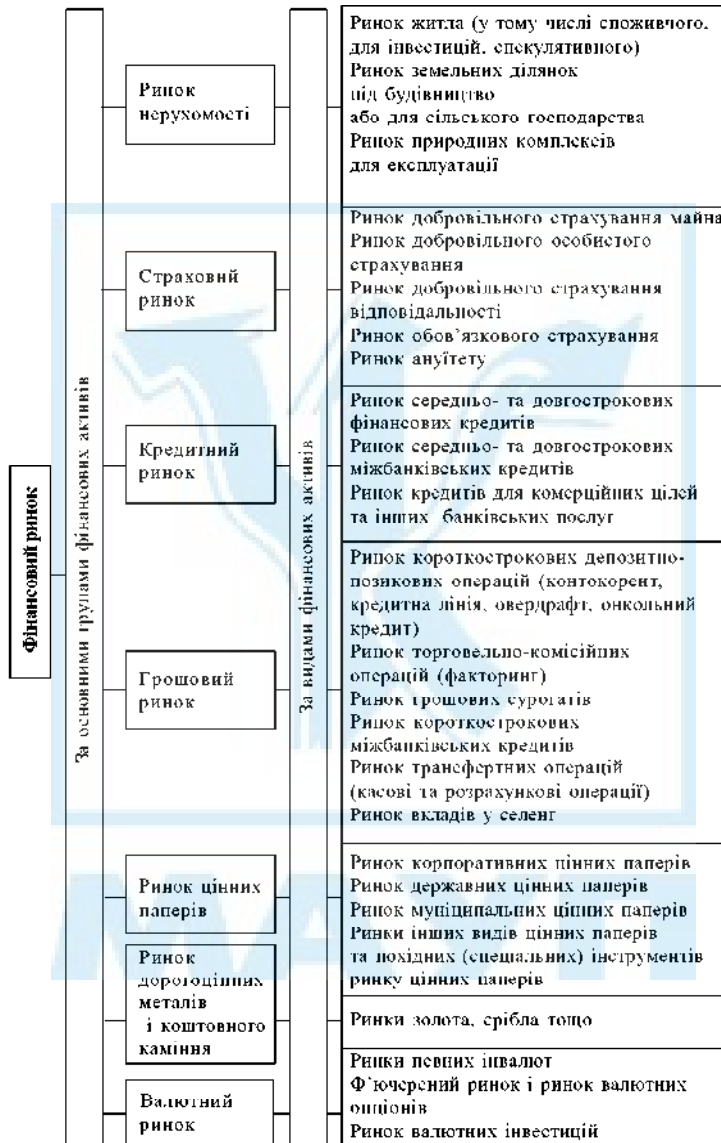 Фінансовий ринок
За основними групами фінансових активів
Ринок
нерухомості
Страховий
ринок
Кредитний
ринок
Грошовий
ринок
Ринок цінних
паперів
Ринок
дорогоцінних
металів
і коштовного
каміння
Валютний
ринок
За видами фінансових активів
Ринок житла (у тому числі споживчого,
для інвестицій, спекулятивного)
Ринок земельних ділянок
під будівництво
або для сільського господарства
Ринок природних комплексів
для експлуатації
Ринок добровільного страхування майна
Ринок добровільного особистого
страхування
Ринок добровільного страхування
відповідальності
Ринок обов’язкового страхування
Ринок ануїтету
Ринок середньо- та довгострокових
фінансових кредитів
Ринок середньо- та довгострокових
міжбанківських кредитів
Ринок кредитів для комерційних цілей
та інших банківських послуг
Ринок короткострокових депозитно-
позикових операцій (контокорент,
кредитна лінія, овердрафт, онкольний
кредит)
Ринок торговельно-комісійних
операцій (факторинг)
Ринок грошових сурогатів
Ринок короткострокових
міжбанківських кредитів
Ринок трансфертних операцій
(касові та розрахункові операції)
Ринок вкладів у селенг
Ринок корпоративних цінних паперів
Ринок державних цінних паперів
Ринок муніципальних цінних паперів
Ринки інших видів цінних паперів
та похідних (спеціальних) інструментів
ринку цінних паперів
Ринки золота, срібла тощо
Ринки певних інвалют
Ф’ючерсний ринок і ринок валютних
опціонів
Ринок валютних інвестицій
МАУП